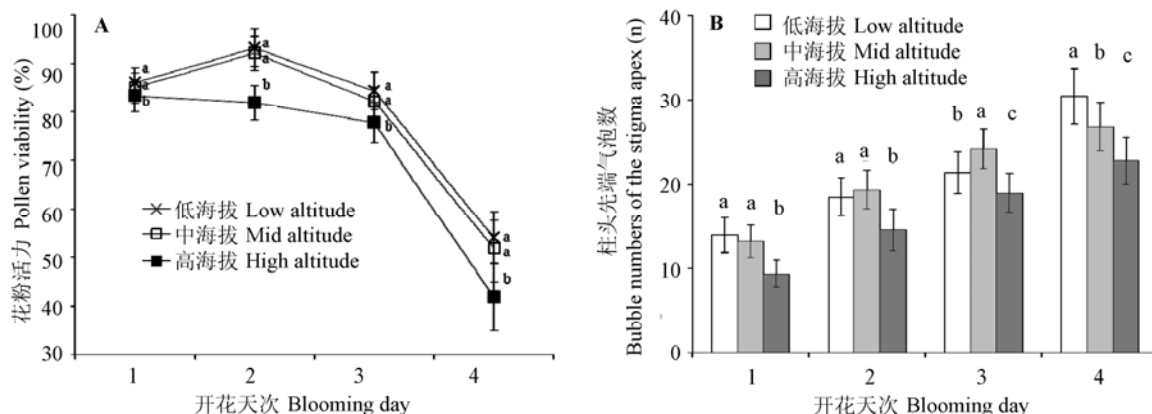 A
花粉活力 Pollen viability (%)
100
90
80
70
60
50
40
30
a
a
b
a
a
b
a
a
b
a
a
b
低海拔 Low altitude
中海拔 Mid altitude
高海拔 High altitude
1 2 3 4
开花天次 Blooming day
B
柱头先端气泡数
Bubble numbers of the stigma apex (n)
40
30
20
10
0
低海拔 Low altitude
中海拔 Mid altitude
高海拔 High altitude
a a b
a a b
b a c
a b c
1 2 3 4
开花天次 Blooming day